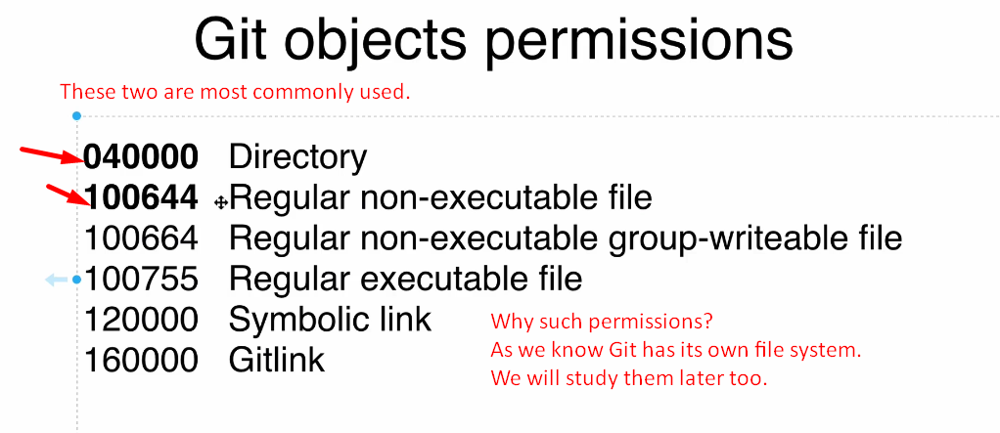 Git objects permissions
These two are most commonly used.
040000 Directory
100644 Regular non-executable file
100664 Regular non-executable group-writeable file
100755 Regular executable file
120000 Symbolic link
160000 Gitlink
Why such permissions?
As we know Git has its own file system.
We will study them later too.